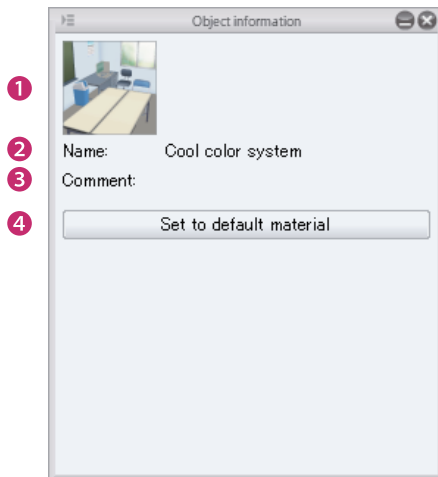 Object information
1
2 Name: Cool color system
3 Comment:
4 Set to default material